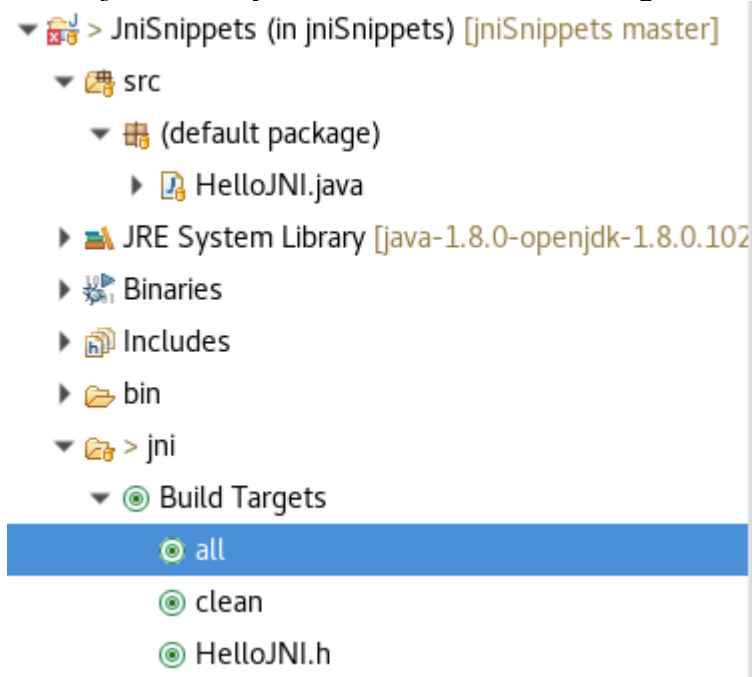 > JniSnippets (in jniSnippets) [jniSnippets master]
src
(default package)
HelloJNI.java
JRE System Library [java-1.8.0-openjdk-1.8.0.102
Binaries
Includes
bin
> jni
Build Targets
all
clean
HelloJNI.h